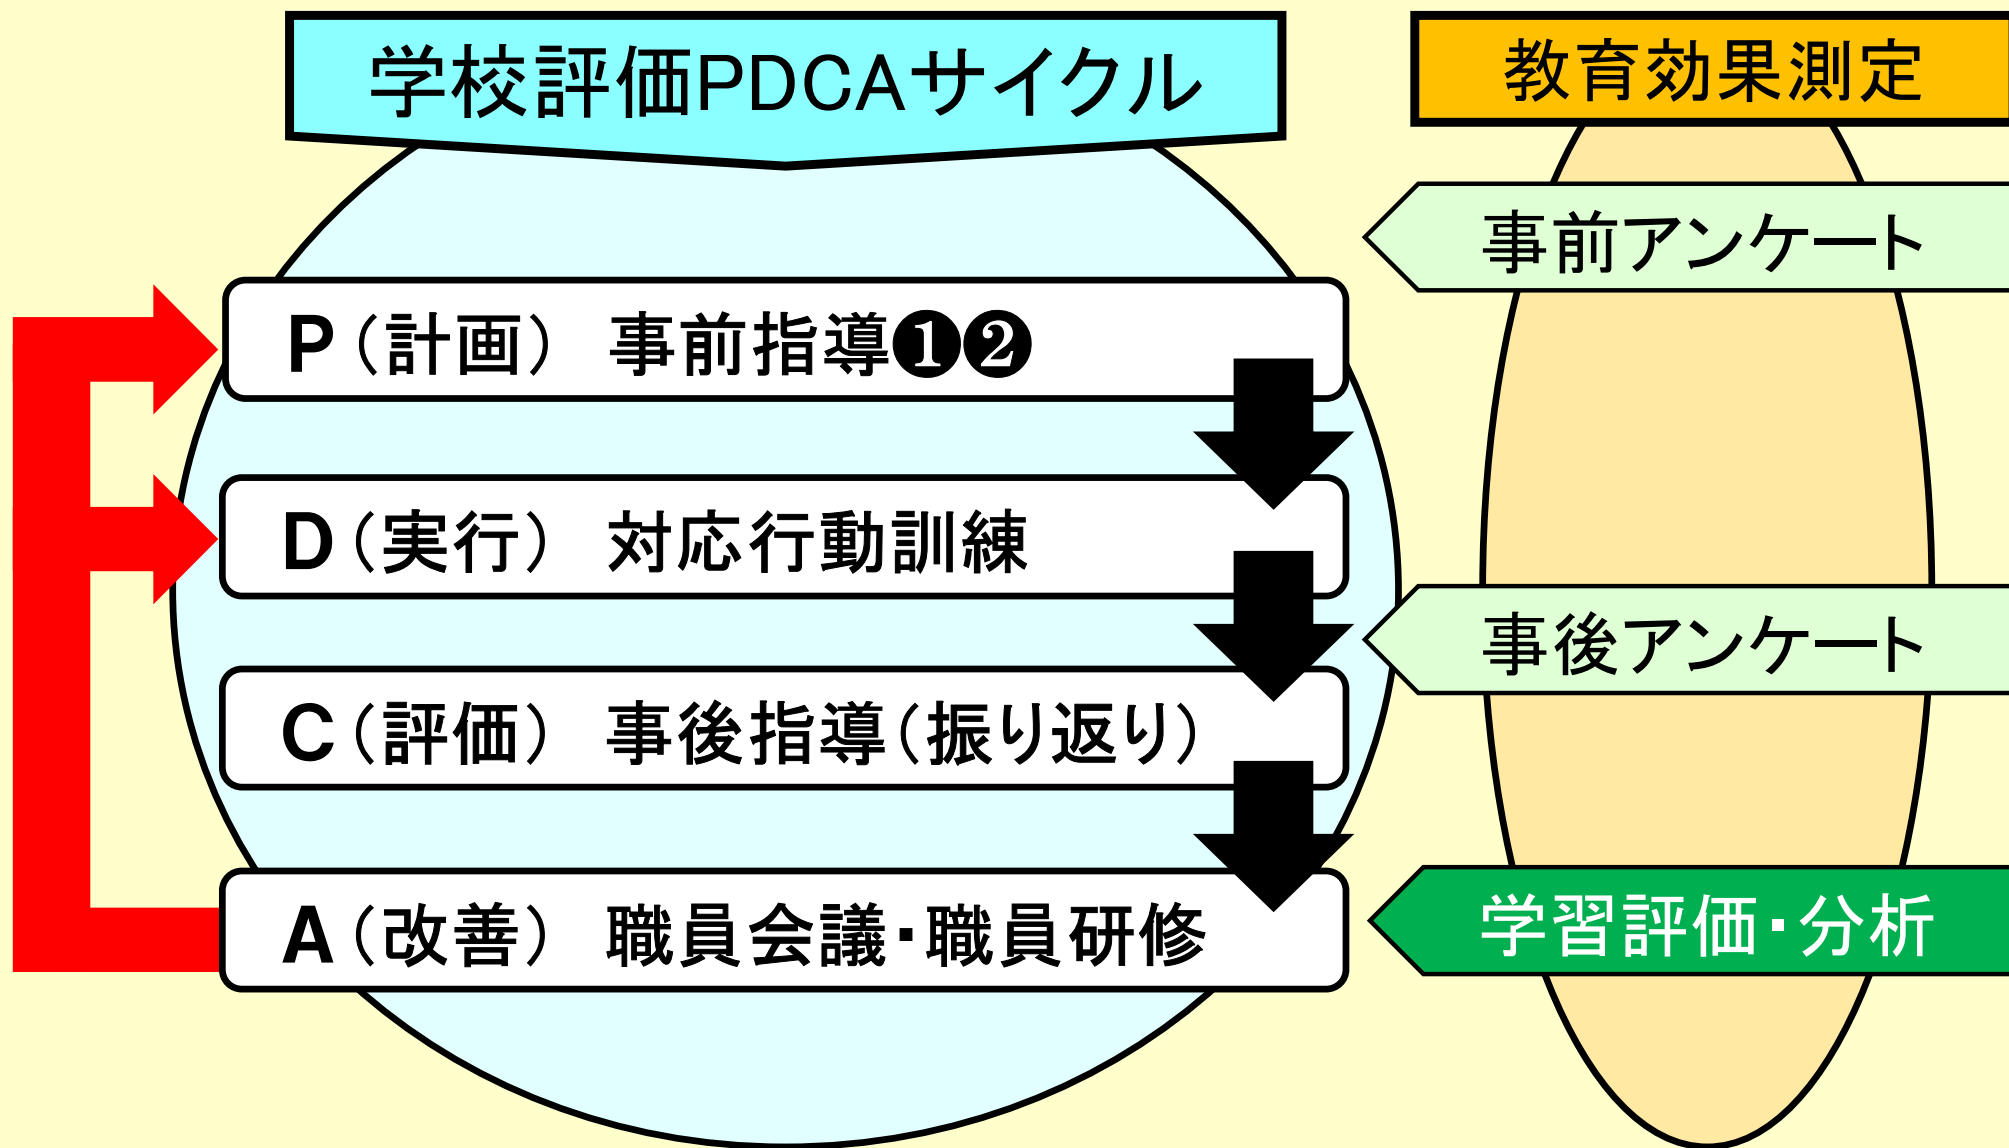 学校評価PDCAサイクル
P（計画） 事前指導❶❷
D（実行） 対応行動訓練
C（評価） 事後指導（振り返り）
A（改善） 職員会議・職員研修
教育効果測定
事前アンケート
事後アンケート
学習評価・分析